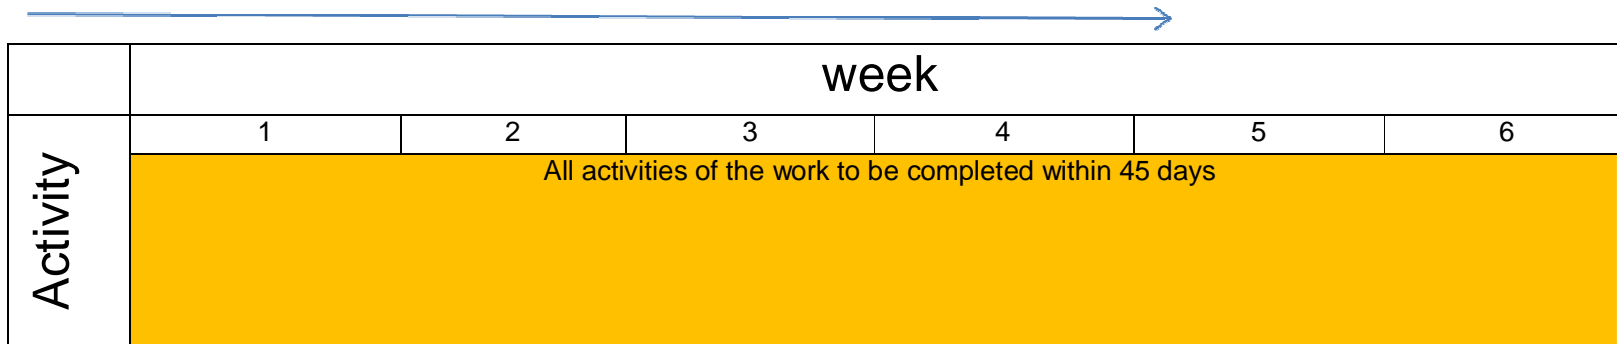 week
1 2 3 4 5 6
Activity
All activities of the work to be completed within 45 days